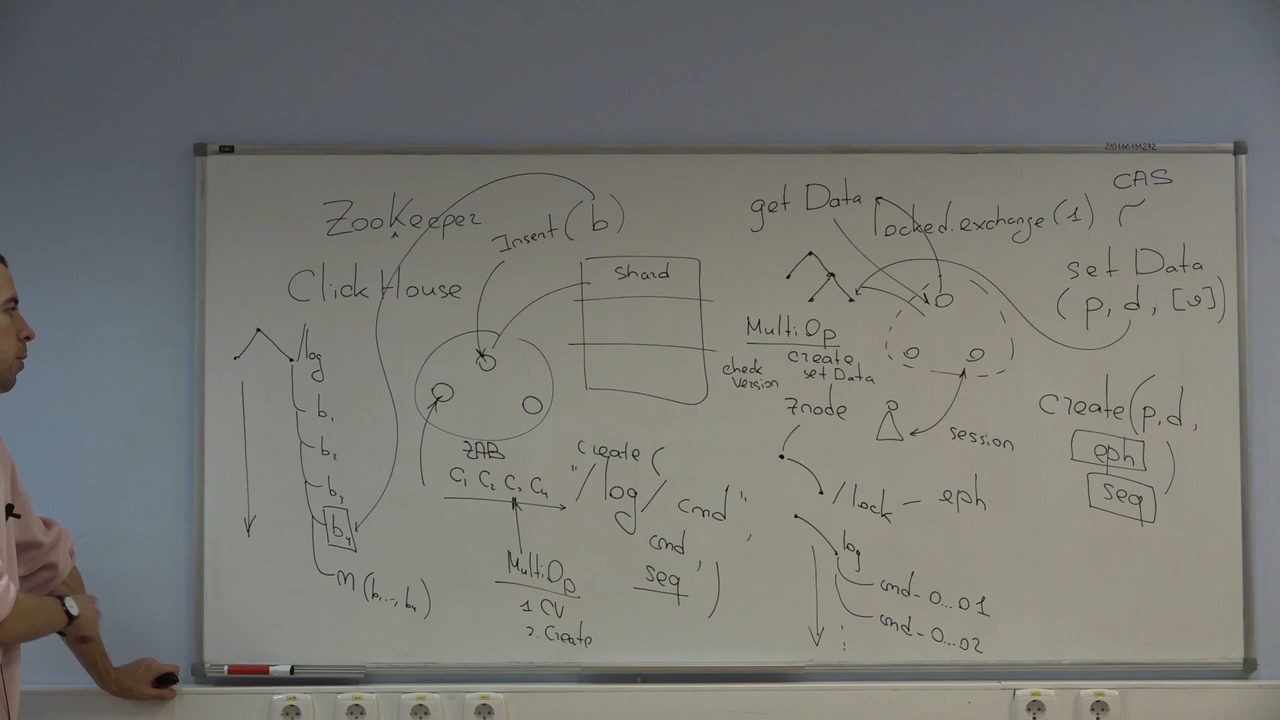 ZooKeeper
Insert (b)
ClickHouse
Shard
/log
b1
b2
b3
b4
m (b1..., b4)
ZAB
C1 C2 C3 C4
create (
"/log/ cmd",
cmd,
seq )
MultiOp
1 CV
2. Create
get Data
locked.exchange(1)
CAS
set Data
(p, d, [v])
MultiOp
create
set Data
check
version
znode
session
create(p,d,
eph
seq )
/lock - eph
log
cmd-0...01
cmd-0...02